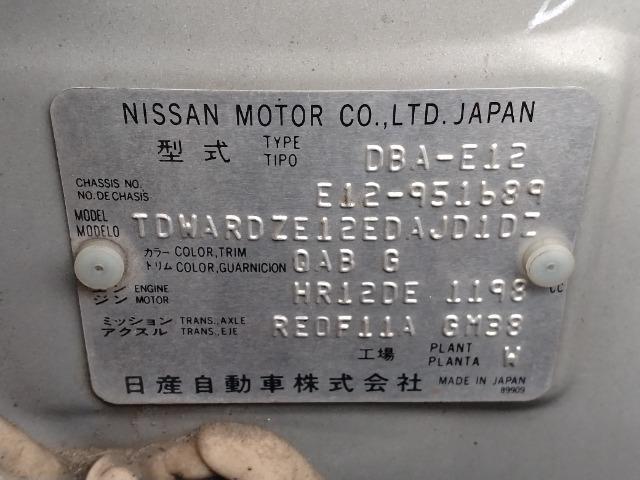 NISSAN MOTOR CO.,LTD. JAPAN
型式 TYPE TIPO DBA-E12
CHASSIS NO. NO.DE CHASIS E12-951689
MODEL MODELO TDWARDZE12EDAJD1DZ
カラー COLOR,TRIM
トリム COLOR,GUARNICION QAB G
ン ENGINE
ジン MOTOR HR12DE 1198 CC
ミッション TRANS.,AXLE
アクスル TRANS.,EJE RE0F11A GM38
工場 PLANT PLANTA W
日産自動車株式会社 MADE IN JAPAN
89909